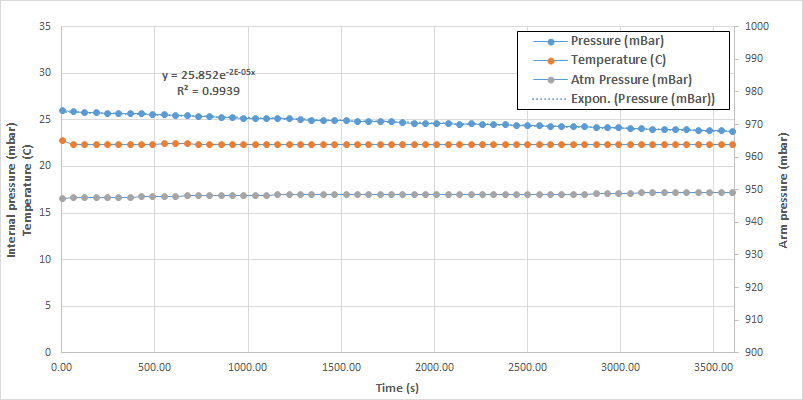 35
30
25
20
15
10
5
0
1000
990
980
970
960
950
940
930
920
910
900
0.00 500.00 1000.00 1500.00 2000.00 2500.00 3000.00 3500.00
Time (s)
Internal pressure (mbar)
Temperature (C)
Arm pressure (mbar)
y = 25.852e-2E-05x
R² = 0.9939
Pressure (mBar)
Temperature (C)
Atm Pressure (mBar)
Expon. (Pressure (mBar))